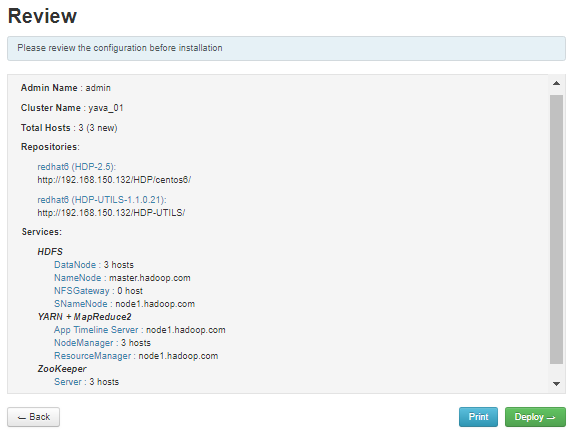 Review
Please review the configuration before installation
Admin Name : admin
Cluster Name : yava_01
Total Hosts : 3 (3 new)
Repositories:
redhat6 (HDP-2.5):
http://192.168.150.132/HDP/centos6/
redhat6 (HDP-UTILS-1.1.0.21):
http://192.168.150.132/HDP-UTILS/
Services:
HDFS
DataNode : 3 hosts
NameNode : master.hadoop.com
NFSGateway : 0 host
SNameNode : node1.hadoop.com
YARN + MapReduce2
App Timeline Server : node1.hadoop.com
NodeManager : 3 hosts
ResourceManager : node1.hadoop.com
ZooKeeper
Server : 3 hosts
← Back
Print
Deploy →